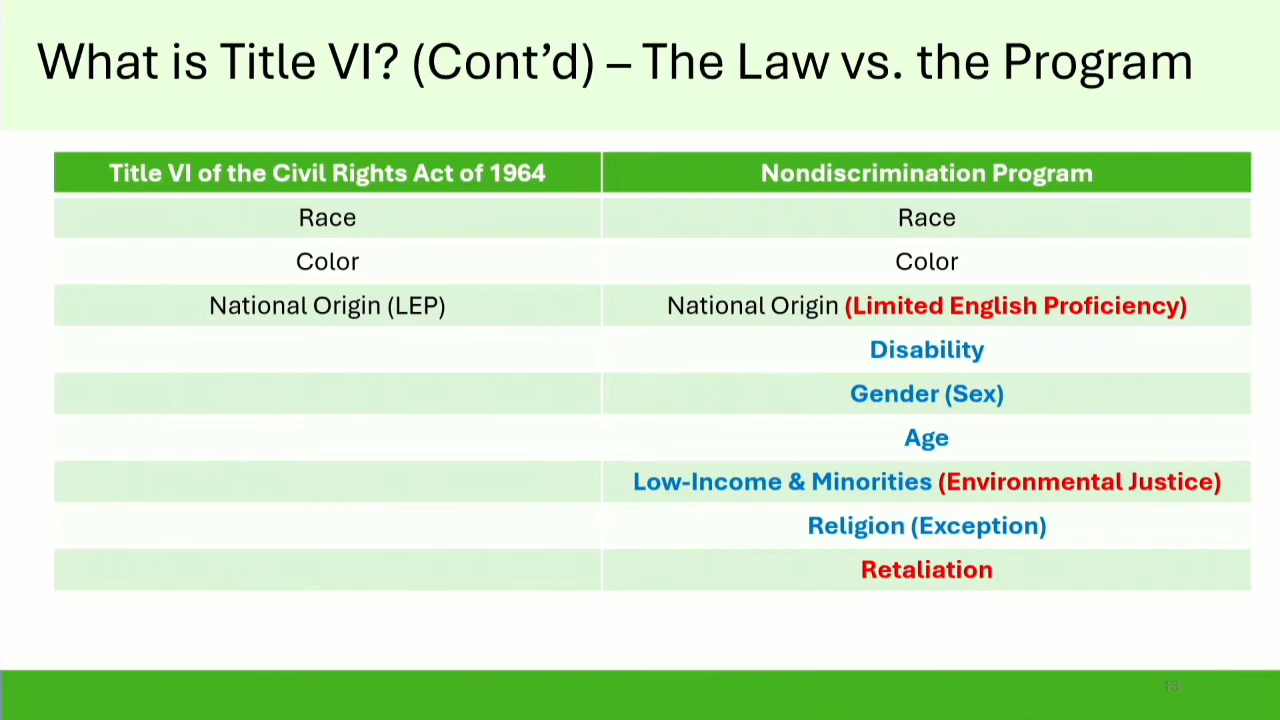 What is Title VI? (Cont’d) – The Law vs. the Program
Title VI of the Civil Rights Act of 1964 Nondiscrimination Program
Race Race
Color Color
National Origin (LEP) National Origin (Limited English Proficiency)
Disability
Gender (Sex)
Age
Low-Income & Minorities (Environmental Justice)
Religion (Exception)
Retaliation
13